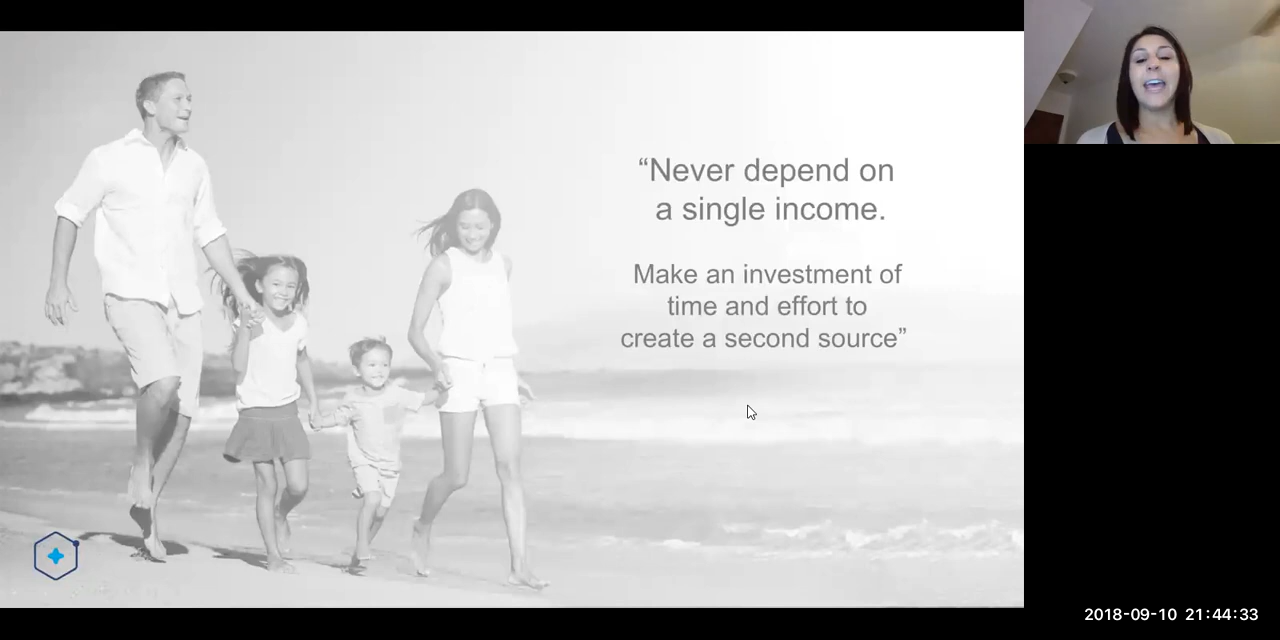 “Never depend on
a single income.
Make an investment of
time and effort to
create a second source”
2018-09-10 21:44:33